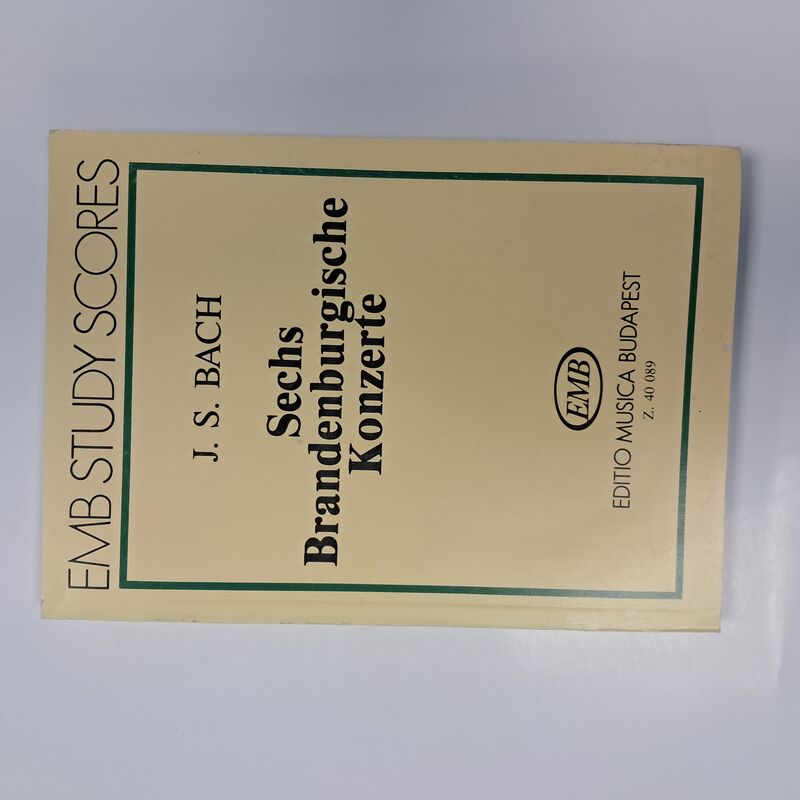 EMB STUDY SCORES
J. S. BACH
Sechs
Brandenburgische
Konzerte
EMB
EDITIO MUSICA BUDAPEST
Z. 40 089